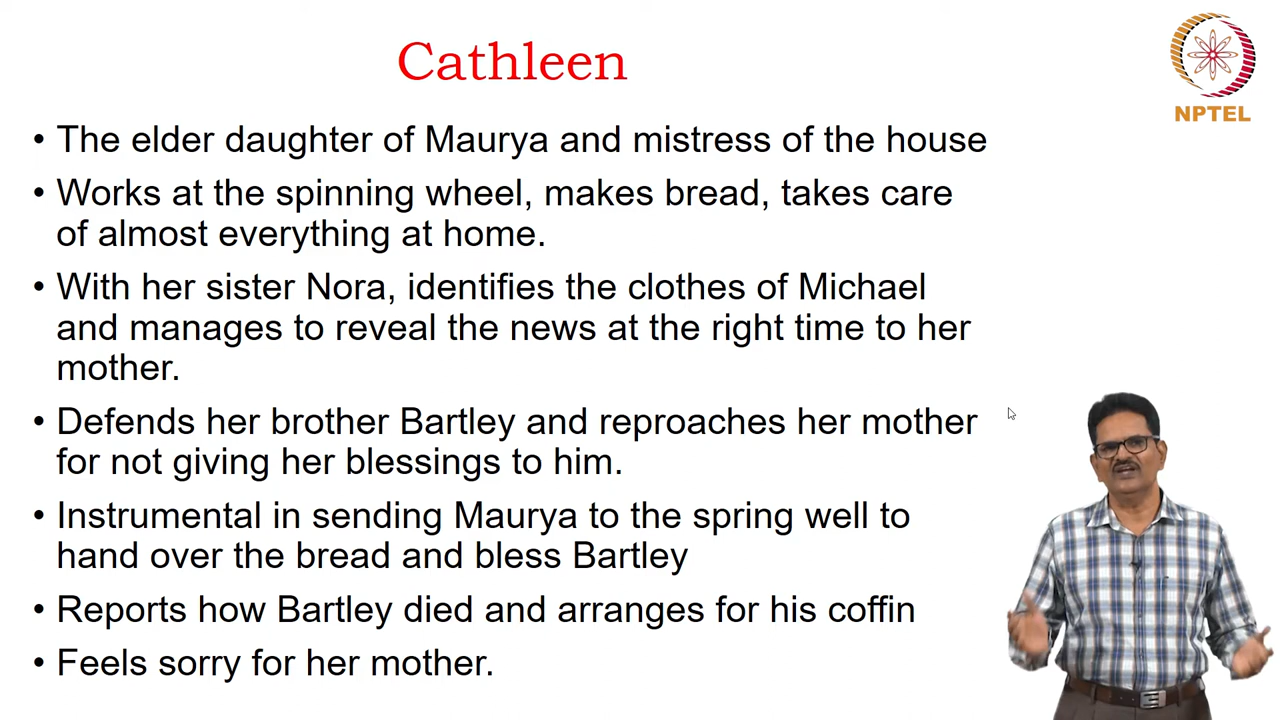 Cathleen
NPTEL
• The elder daughter of Maurya and mistress of the house
• Works at the spinning wheel, makes bread, takes care
of almost everything at home.
• With her sister Nora, identifies the clothes of Michael
and manages to reveal the news at the right time to her
mother.
• Defends her brother Bartley and reproaches her mother
for not giving her blessings to him.
• Instrumental in sending Maurya to the spring well to
hand over the bread and bless Bartley
• Reports how Bartley died and arranges for his coffin
• Feels sorry for her mother.